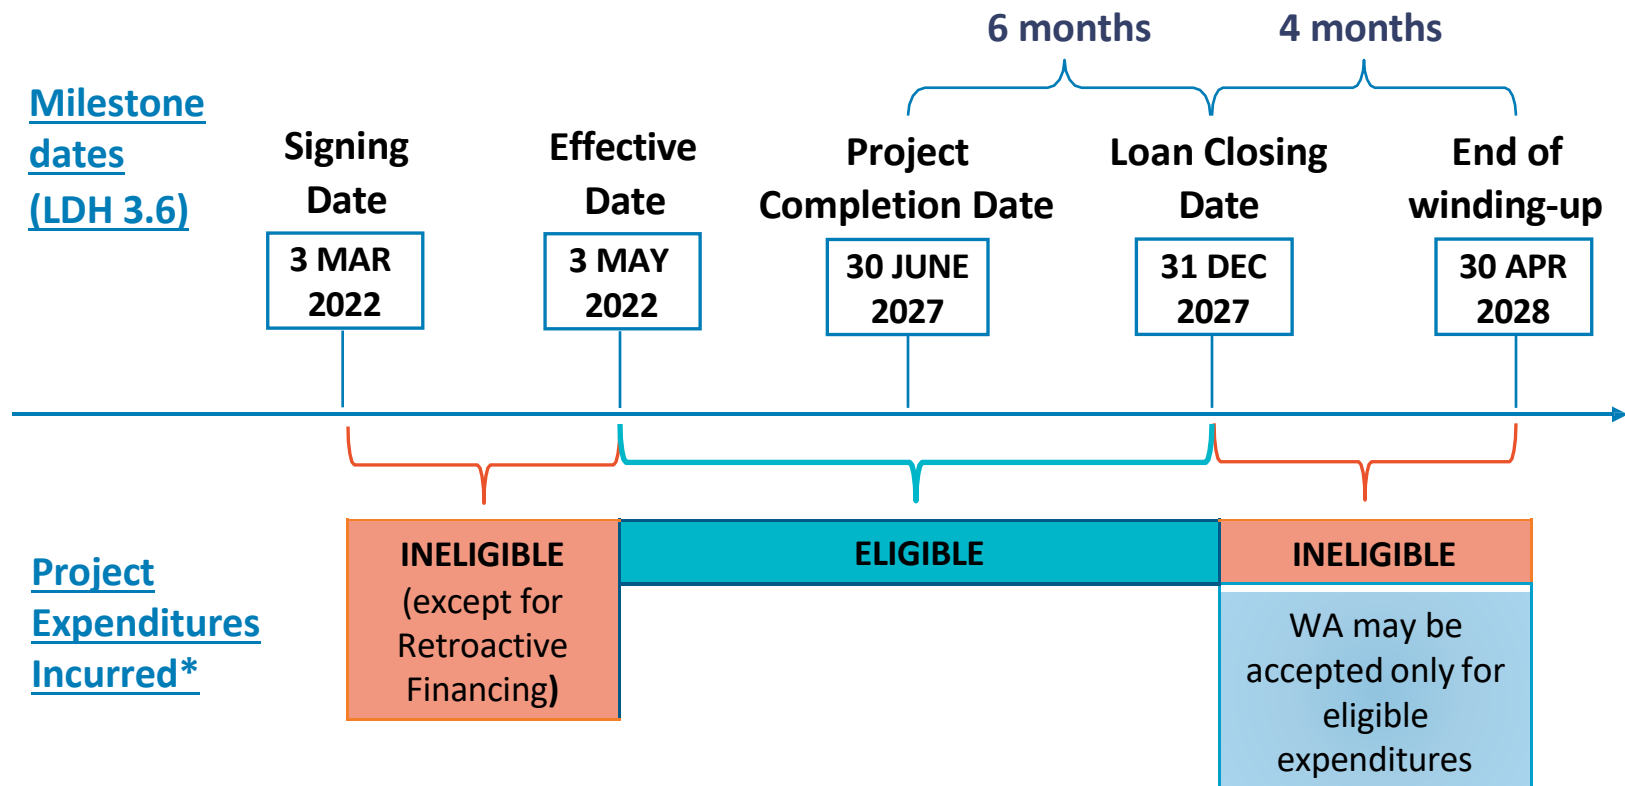 6 months
4 months
Milestone
dates
(LDH 3.6)
Signing
Date
Effective
Date
Project
Completion Date
Loan Closing
Date
End of
winding-up
3 MAR
2022
3 MAY
2022
30 JUNE
2027
31 DEC
2027
30 APR
2028
Project
Expenditures
Incurred*
INELIGIBLE
(except for
Retroactive
Financing)
ELIGIBLE
INELIGIBLE
WA may be
accepted only for
eligible
expenditures